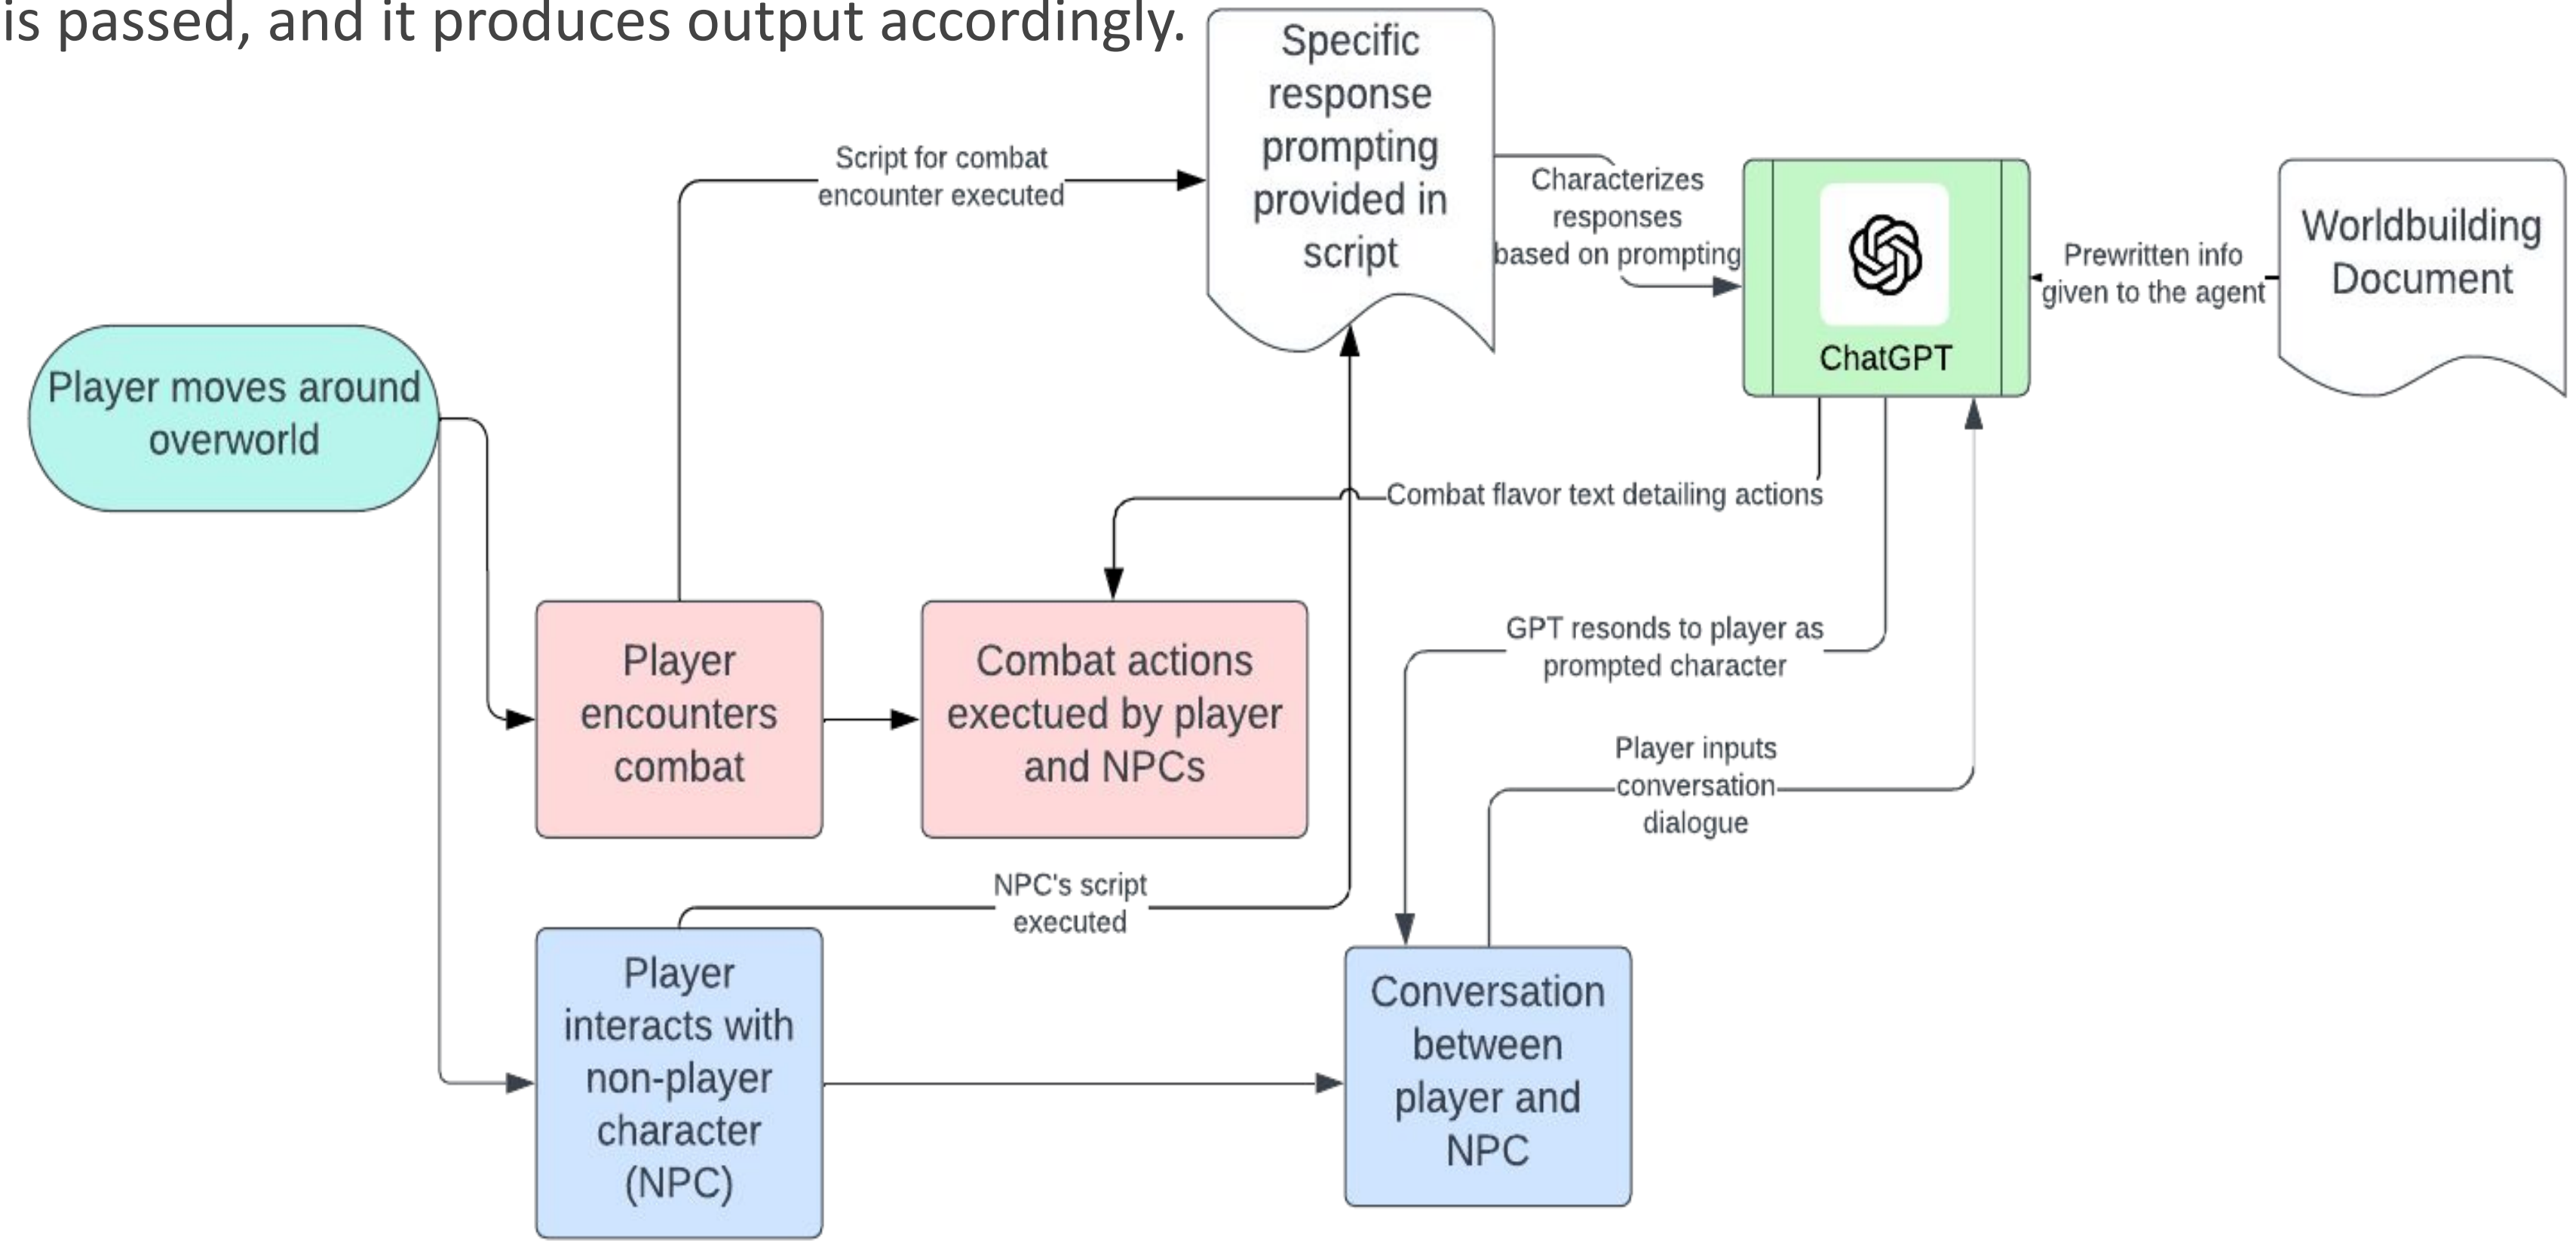 is passed, and it produces output accordingly.
Specific
response
prompting
provided in
script
Script for combat
encounter executed
Characterizes
responses
based on prompting
ChatGPT
Prewritten info
given to the agent
Worldbuilding
Document
Player moves around
overworld
Combat flavor text detailing actions
Player
encounters
combat
Combat actions
exectued by player
and NPCs
GPT resonds to player as
prompted character
Player inputs
conversation
dialogue
NPC's script
executed
Player
interacts with
non-player
character
(NPC)
Conversation
between
player and
NPC